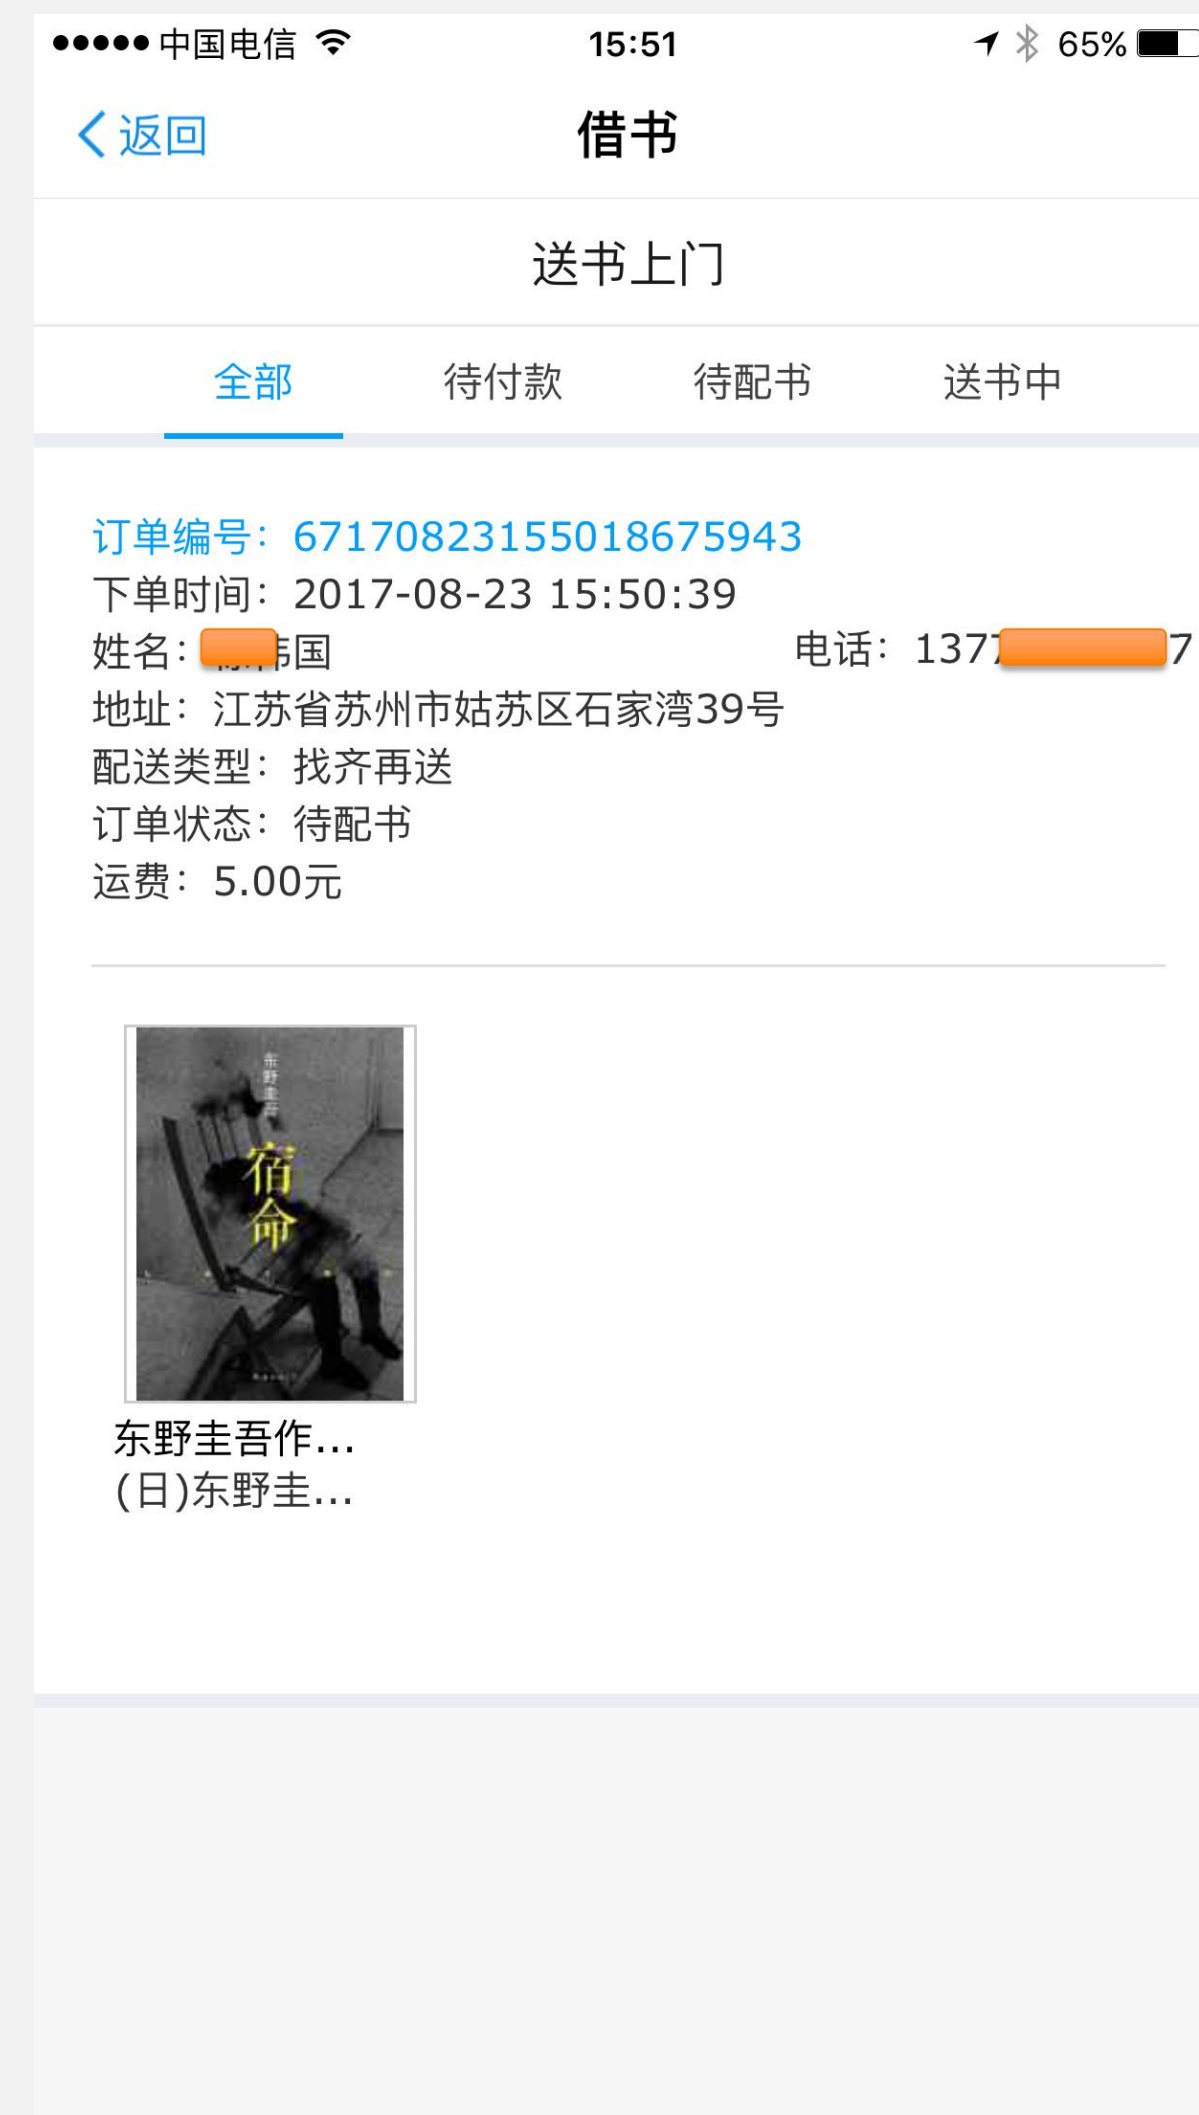 中国电信 15:51 65%
返回 借书
送书上门
全部 待付款 待配书 送书中
订单编号：67170823155018675943
下单时间：2017-08-23 15:50:39
姓名： 国 电话：137 7
地址：江苏省苏州市姑苏区石家湾39号
配送类型：找齐再送
订单状态：待配书
运费：5.00元
东野圭吾
宿命
东野圭吾作...
(日)东野圭...